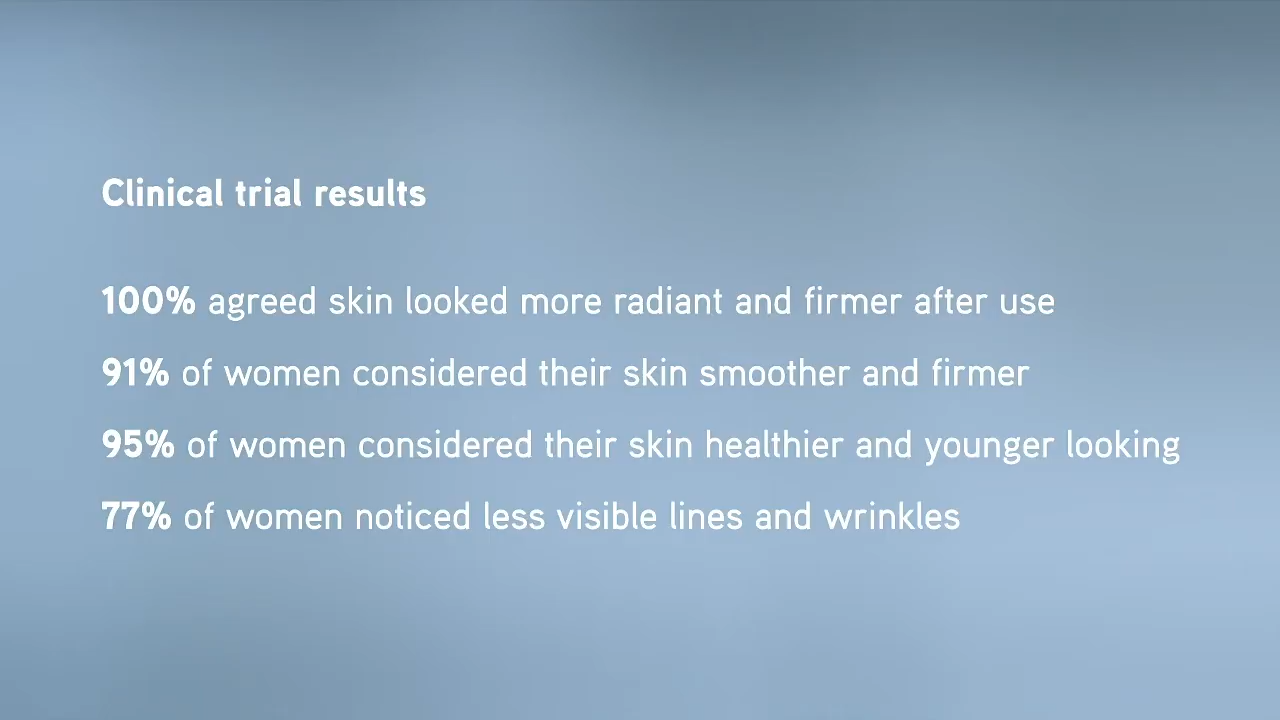 Clinical trial results
100% agreed skin looked more radiant and firmer after use
91% of women considered their skin smoother and firmer
95% of women considered their skin healthier and younger looking
77% of women noticed less visible lines and wrinkles